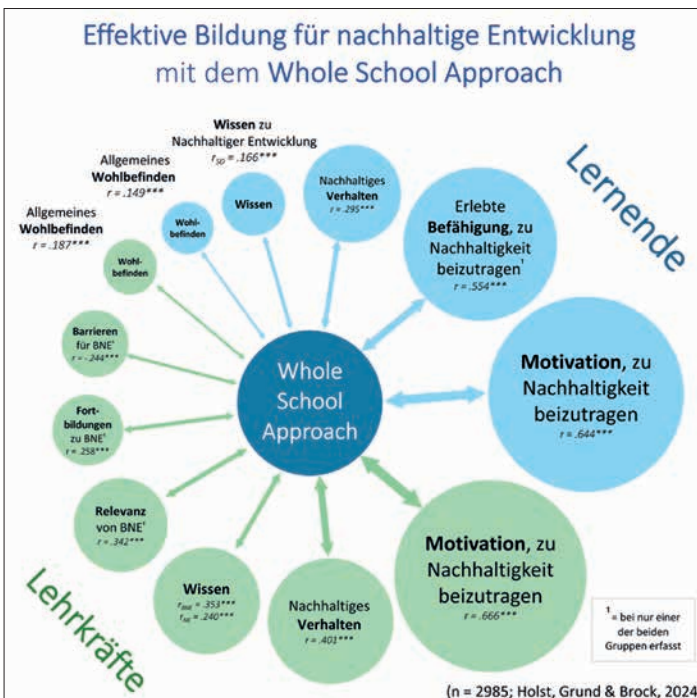 Effektive Bildung für nachhaltige Entwicklung
mit dem Whole School Approach
Wissen zu
Nachhaltiger Entwicklung
r_SD = .166***
Allgemeines
Wohlbefinden
r = .149***
Allgemeines
Wohlbefinden
r = .187***
Lernende
Wohl-
befinden
Wissen
Nachhaltiges
Verhalten
r = .295***
Erlebte
Befähigung, zu
Nachhaltigkeit
beizutragen¹
r = .554***
Motivation, zu
Nachhaltigkeit
beizutragen
r = .644***
Whole
School
Approach
Wohl-
befinden
Barrieren
für BNE¹
r = -.244***
Fort-
bildungen
zu BNE¹
r = .258***
Relevanz
von BNE¹
r = .342***
Wissen
r_BNE = .353***
r_NE = .240***
Nachhaltiges
Verhalten
r = .401***
Motivation, zu
Nachhaltigkeit
beizutragen
r = .666***
Lehrkräfte
¹
= bei nur einer
der beiden
Gruppen erfasst
(n = 2985; Holst, Grund & Brock, 2024